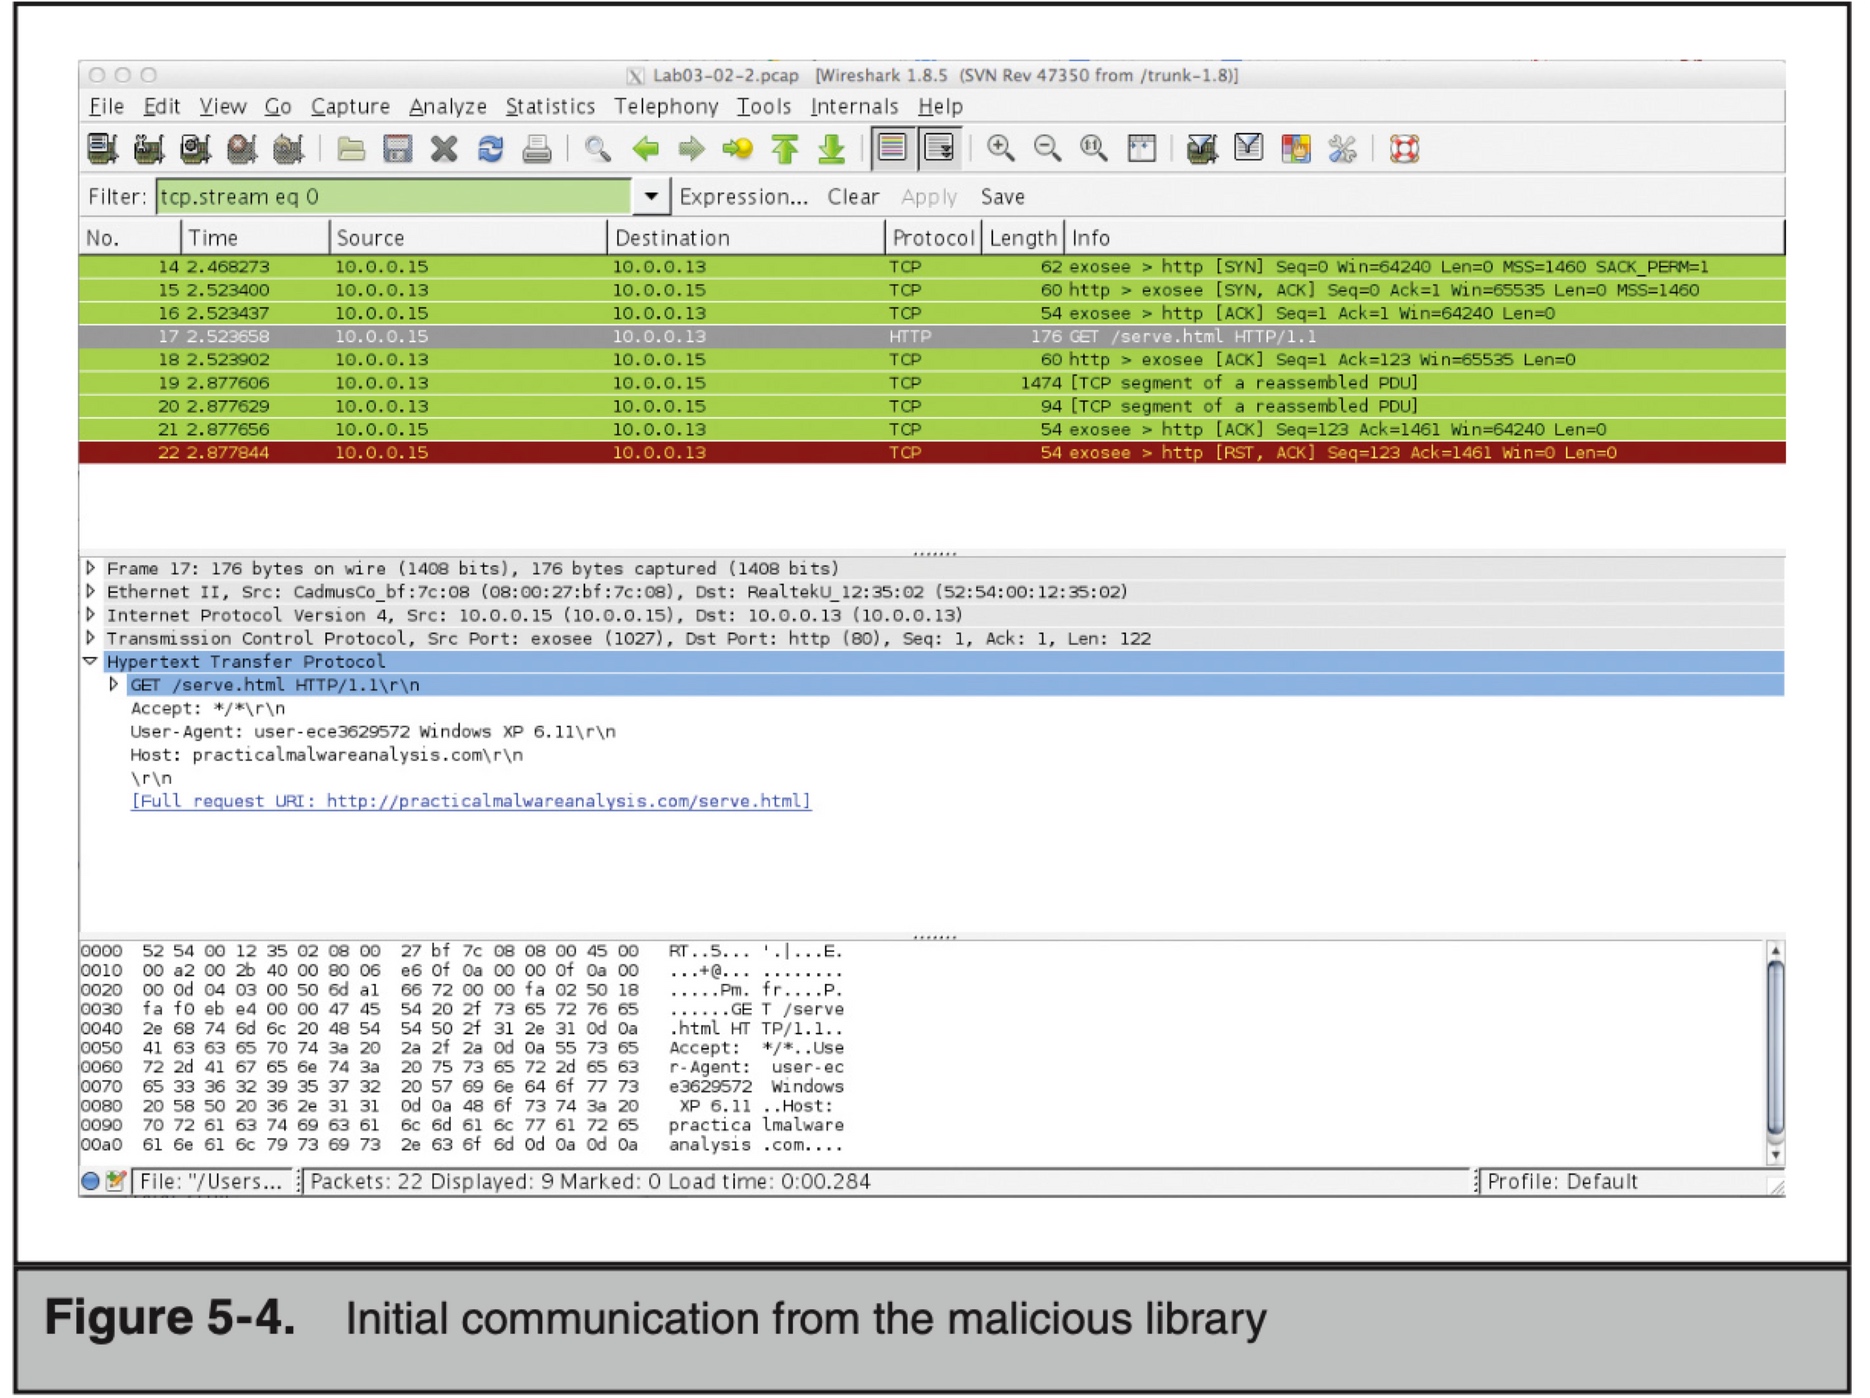 Lab03-02-2.pcap [Wireshark 1.8.5 (SVN Rev 47350 from /trunk-1.8)]
File Edit View Go Capture Analyze Statistics Telephony Tools Internals Help
Filter: tcp.stream eq 0 Expression... Clear Apply Save
No. Time Source Destination Protocol Length Info
14 2.468273 10.0.0.15 10.0.0.13 TCP 62 exosee > http [SYN] Seq=0 Win=64240 Len=0 MSS=1460 SACK_PERM=1
15 2.523400 10.0.0.13 10.0.0.15 TCP 60 http > exosee [SYN, ACK] Seq=0 Ack=1 Win=65535 Len=0 MSS=1460
16 2.523437 10.0.0.15 10.0.0.13 TCP 54 exosee > http [ACK] Seq=1 Ack=1 Win=64240 Len=0
17 2.523658 10.0.0.15 10.0.0.13 HTTP 176 GET /serve.html HTTP/1.1
18 2.523902 10.0.0.13 10.0.0.15 TCP 60 http > exosee [ACK] Seq=1 Ack=123 Win=65535 Len=0
19 2.877606 10.0.0.13 10.0.0.15 TCP 1474 [TCP segment of a reassembled PDU]
20 2.877629 10.0.0.13 10.0.0.15 TCP 94 [TCP segment of a reassembled PDU]
21 2.877656 10.0.0.15 10.0.0.13 TCP 54 exosee > http [ACK] Seq=123 Ack=1461 Win=64240 Len=0
22 2.877844 10.0.0.15 10.0.0.13 TCP 54 exosee > http [RST, ACK] Seq=123 Ack=1461 Win=0 Len=0
Frame 17: 176 bytes on wire (1408 bits), 176 bytes captured (1408 bits)
Ethernet II, Src: CadmusCo_bf:7c:08 (08:00:27:bf:7c:08), Dst: RealtekU_12:35:02 (52:54:00:12:35:02)
Internet Protocol Version 4, Src: 10.0.0.15 (10.0.0.15), Dst: 10.0.0.13 (10.0.0.13)
Transmission Control Protocol, Src Port: exosee (1027), Dst Port: http (80), Seq: 1, Ack: 1, Len: 122
Hypertext Transfer Protocol
GET /serve.html HTTP/1.1\r\n
Accept: */*\r\n
User-Agent: user-ece3629572 Windows XP 6.11\r\n
Host: practicalmalwareanalysis.com\r\n
\r\n
[Full request URI: http://practicalmalwareanalysis.com/serve.html]
0000 52 54 00 12 35 02 08 00 27 bf 7c 08 08 00 45 00 RT..5... '.|...E.
0010 00 a2 00 2b 40 00 80 06 e6 0f 0a 00 00 0f 0a 00 ...+@... ........
0020 00 0d 04 03 00 50 6d a1 66 72 00 00 fa 02 50 18 .....Pm. fr....P.
0030 fa f0 eb e4 00 00 47 45 54 20 2f 73 65 72 76 65 ......GE T /serve
0040 2e 68 74 6d 6c 20 48 54 54 50 2f 31 2e 31 0d 0a .html HT TP/1.1..
0050 41 63 63 65 70 74 3a 20 2a 2f 2a 0d 0a 55 73 65 Accept: */*..Use
0060 72 2d 41 67 65 6e 74 3a 20 75 73 65 72 2d 65 63 r-Agent: user-ec
0070 65 33 36 32 39 35 37 32 20 57 69 6e 64 6f 77 73 e3629572 Windows
0080 20 58 50 20 36 2e 31 31 0d 0a 48 6f 73 74 3a 20 XP 6.11 ..Host:
0090 70 72 61 63 74 69 63 61 6c 6d 61 6c 77 61 72 65 practica lmalware
00a0 61 6e 61 6c 79 73 69 73 2e 63 6f 6d 0d 0a 0d 0a analysis .com....
File: "/Users... Packets: 22 Displayed: 9 Marked: 0 Load time: 0:00.284 Profile: Default
Figure 5-4. Initial communication from the malicious library